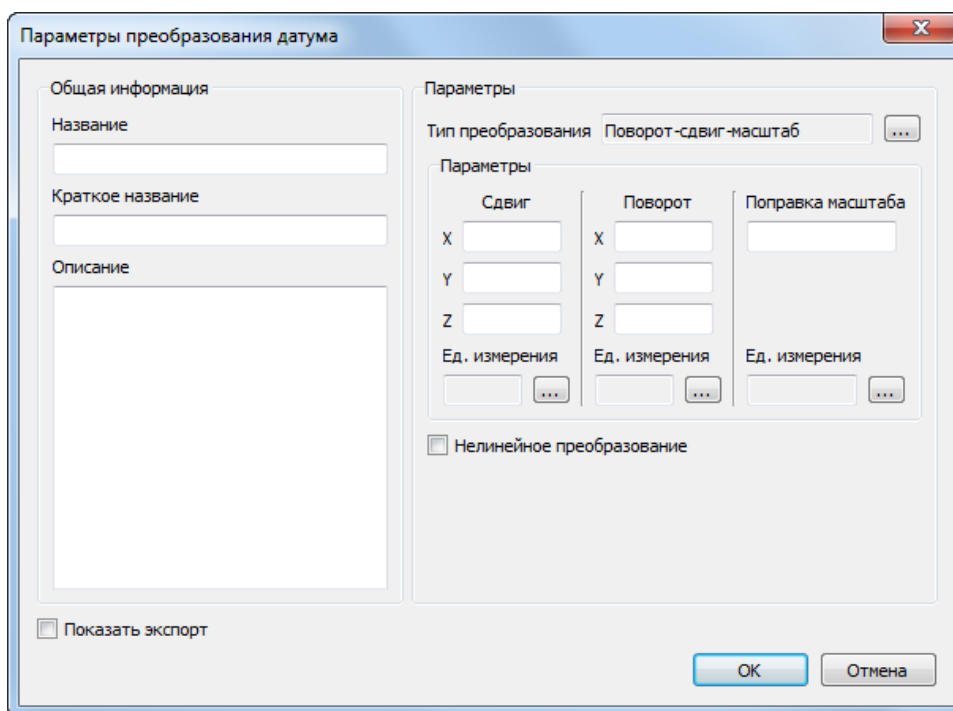 Параметры преобразования датума
Общая информация
Название
Краткое название
Описание
Параметры
Тип преобразования Поворот-сдвиг-масштаб ...
Параметры
Сдвиг Поворот Поправка масштаба
X X
Y Y
Z Z
Ед. измерения Ед. измерения Ед. измерения
... ... ...
Нелинейное преобразование
Показать экспорт
OK Отмена